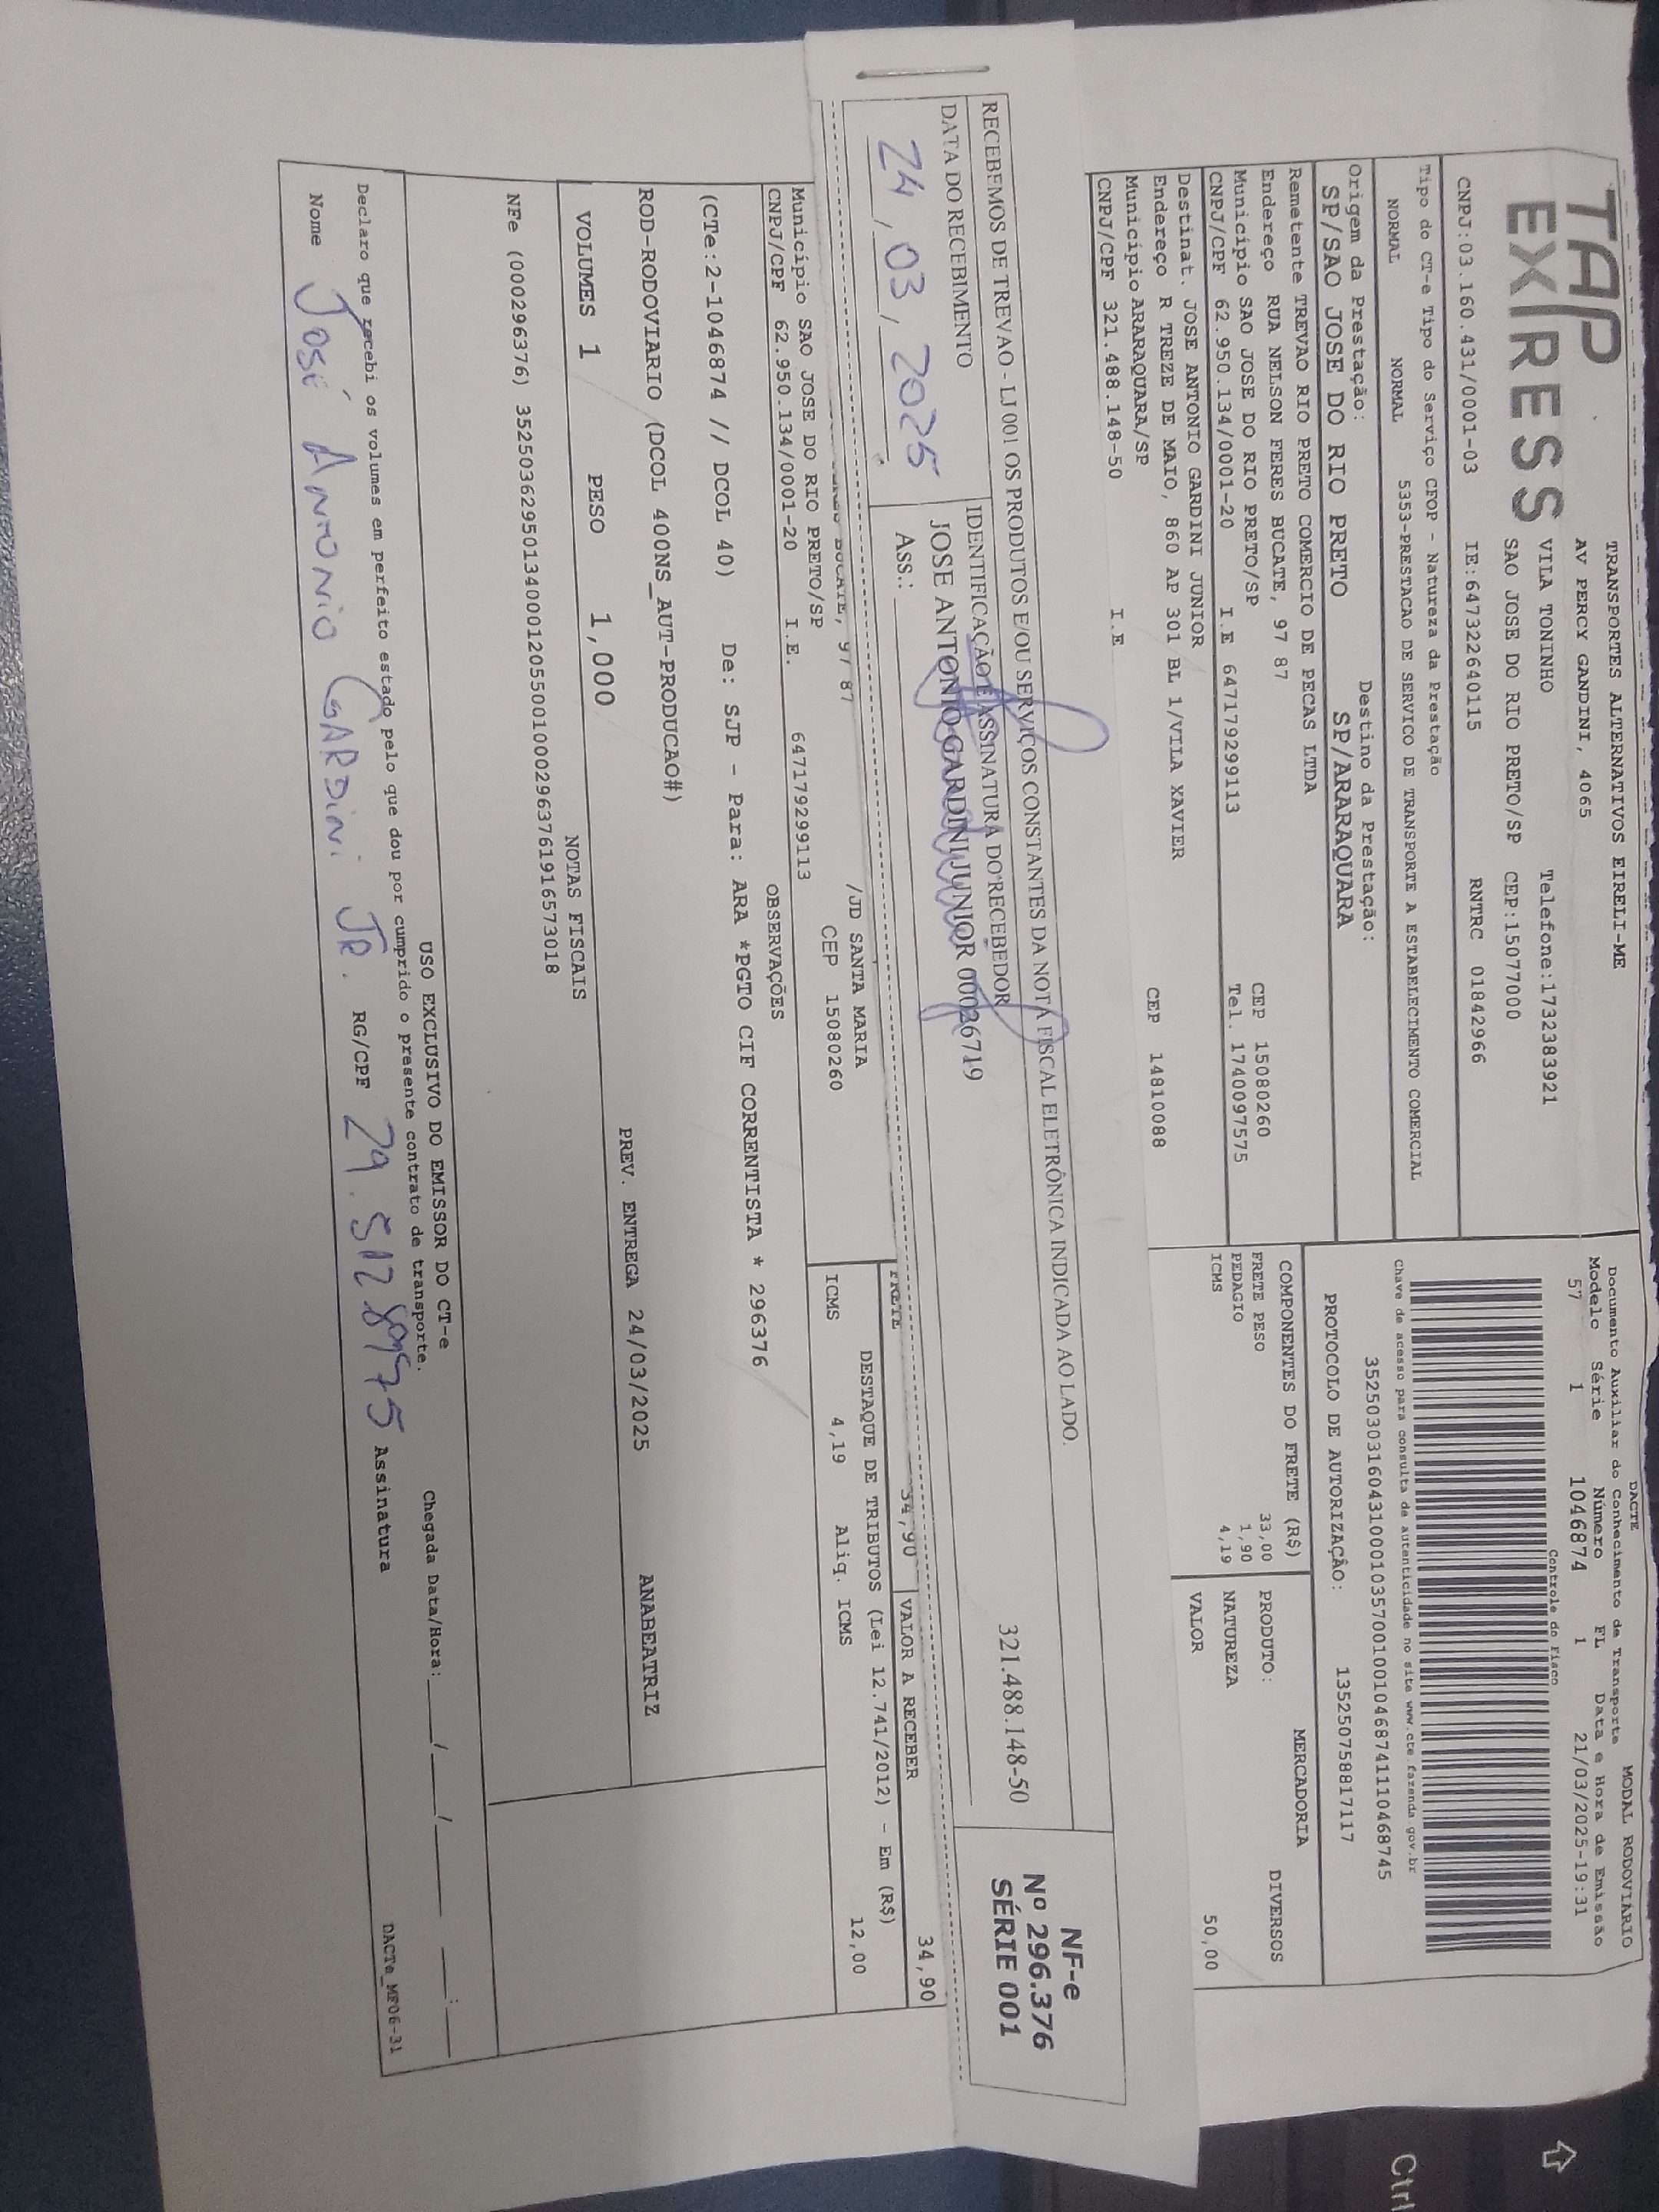 TAP
EXPRESS
TRANSPORTES ALTERNATIVOS EIRELI-ME
AV PERCY GANDINI, 4065
VILA TONINHO Telefone:1732383921
SAO JOSE DO RIO PRETO/SP CEP:15077000
CNPJ:03.160.431/0001-03 IE:647322640115 RNTRC 01842966
DACTE MODAL RODOVIÁRIO
Documento Auxiliar do Conhecimento de Transporte
Modelo Série Número FL Data e Hora de Emissão
57 1 1046874 1 21/03/2025-19:31
Controle do Fisco
Chave de acesso para consulta da autenticidade no site www.cte.fazenda.gov.br
35250303160431000103570010010468741110468745
PROTOCOLO DE AUTORIZAÇÃO: 135250758817117
Tipo do CT-e Tipo do Serviço CFOP - Natureza da Prestação
NORMAL NORMAL 5353-PRESTACAO DE SERVICO DE TRANSPORTE A ESTABELECIMENTO COMERCIAL
Origem da Prestação: Destino da Prestação:
SP/SAO JOSE DO RIO PRETO SP/ARARAQUARA
Remetente TREVAO RIO PRETO COMERCIO DE PECAS LTDA
Endereço RUA NELSON FERES BUCATE, 97 87 CEP 15080260
Município SAO JOSE DO RIO PRETO/SP Tel. 1740097575
CNPJ/CPF 62.950.134/0001-20 I.E 647179299113
Destinat. JOSE ANTONIO GARDINI JUNIOR
Endereço R TREZE DE MAIO, 860 AP 301 BL 1/VILA XAVIER
Município ARARAQUARA/SP CEP 14810088
CNPJ/CPF 321.488.148-50 I.E
COMPONENTES DO FRETE (R$)
FRETE PESO 33,00
PEDAGIO 1,90
ICMS 4,19
MERCADORIA
PRODUTO: DIVERSOS
NATUREZA
VALOR 50,00
RECEBEMOS DE TREVAO - LJ 001 OS PRODUTOS E/OU SERVIÇOS CONSTANTES DA NOTA FISCAL ELETRÔNICA INDICADA AO LADO.
DATA DO RECEBIMENTO IDENTIFICAÇÃO E ASSINATURA DO RECEBEDOR
24/03/2025 JOSE ANTONIO GARDINI JUNIOR 00026719 321.488.148-50
Ass.:
NF-e
Nº 296.376
SÉRIE 001
BUCATE, 97 87 /JD SANTA MARIA
Município SAO JOSE DO RIO PRETO/SP CEP 15080260
CNPJ/CPF 62.950.134/0001-20 I.E. 647179299113
FRETE 34,90 VALOR A RECEBER 34,90
DESTAQUE DE TRIBUTOS (Lei 12.741/2012) - Em (R$)
ICMS 4,19 Aliq. ICMS 12,00
OBSERVAÇÕES
(CTe:2-1046874 // DCOL 40) De: SJP - Para: ARA *PGTO CIF CORRENTISTA * 296376
ROD-RODOVIARIO (DCOL 400NS_AUT-PRODUCAO#)
PREV. ENTREGA 24/03/2025 ANABEATRIZ
VOLUMES 1 PESO 1,000
NOTAS FISCAIS
NFe (000296376) 35250362950134000120550010002963761916573018
USO EXCLUSIVO DO EMISSOR DO CT-e
Declaro que recebi os volumes em perfeito estado pelo que dou por cumprido o presente contrato de transporte.
Chegada Data/Hora:___/___/____ __:__
Nome José Antonio Gardini Jr. RG/CPF Assinatura
DACTe_MF06-31
Ctrl